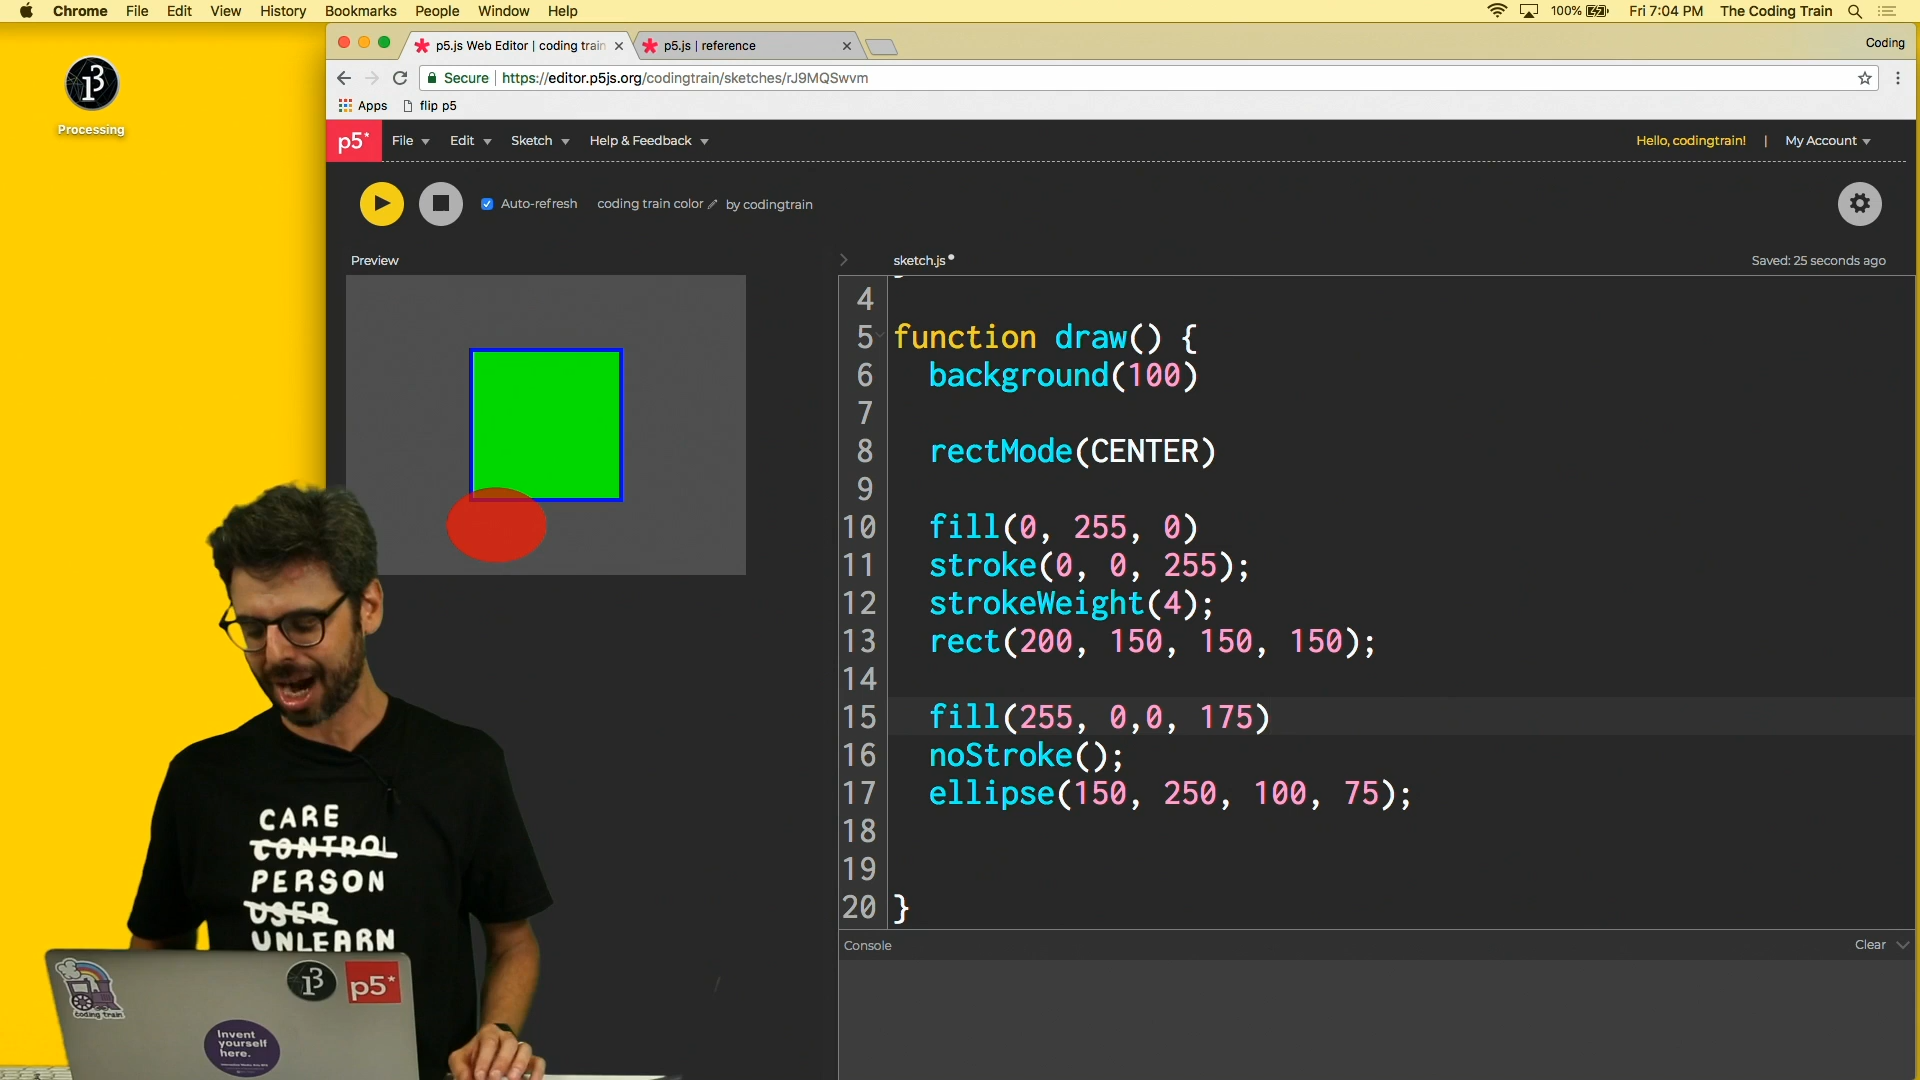 Chrome File Edit View History Bookmarks People Window Help
100% Fri 7:04 PM The Coding Train
Processing
p5.js Web Editor | coding train
p5.js | reference
Coding
Secure | https://editor.p5js.org/codingtrain/sketches/rJ9MQSwvm
Apps flip p5
p5* File Edit Sketch Help & Feedback
Hello, codingtrain! | My Account
Auto-refresh coding train color by codingtrain
Preview
sketch.js
Saved: 25 seconds ago
4
5 function draw() {
6 background(100)
7
8 rectMode(CENTER)
9
10 fill(0, 255, 0)
11 stroke(0, 0, 255);
12 strokeWeight(4);
13 rect(200, 150, 150, 150);
14
15 fill(255, 0,0, 175)
16 noStroke();
17 ellipse(150, 250, 100, 75);
18
19
20 }
Console
Clear
CARE
CONTROL
PERSON
USER
UNLEARN
coding train
p5*
Invent
yourself
here.